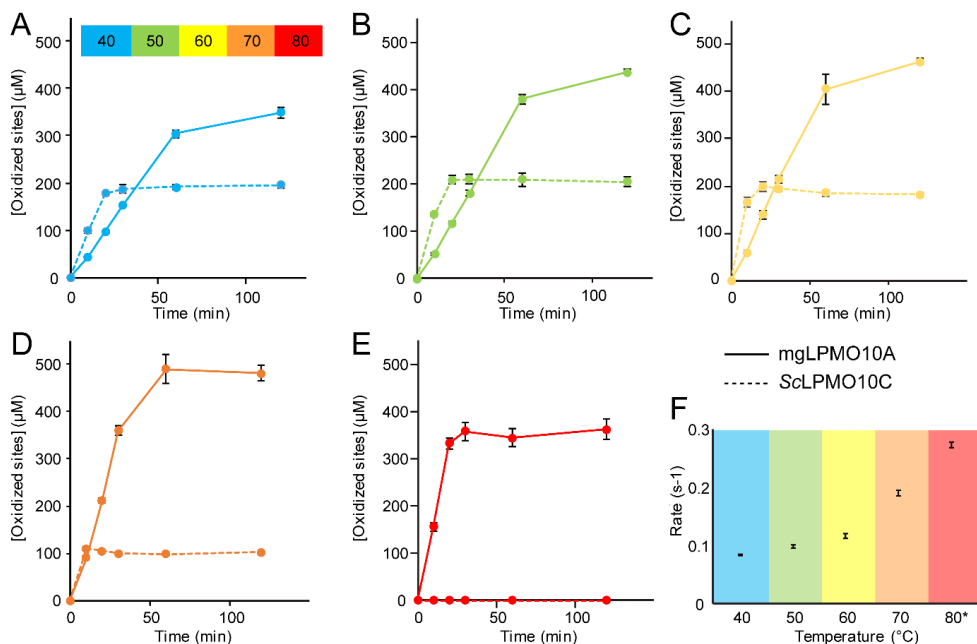 A
40 50 60 70 80
[Oxidized sites] (µM)
500
400
300
200
100
0
0 50 100
Time (min)
B
[Oxidized sites] (µM)
500
400
300
200
100
0
0 50 100
Time (min)
C
[Oxidized sites] (µM)
500
400
300
200
100
0
0 50 100
Time (min)
D
[Oxidized sites] (µM)
500
400
300
200
100
0
0 50 100
Time (min)
E
[Oxidized sites] (µM)
500
400
300
200
100
0
0 50 100
Time (min)
mgLPMO10A
ScLPMO10C
F
Rate (s-1)
0.3
0.2
0.1
0
40 50 60 70 80*
Temperature (°C)